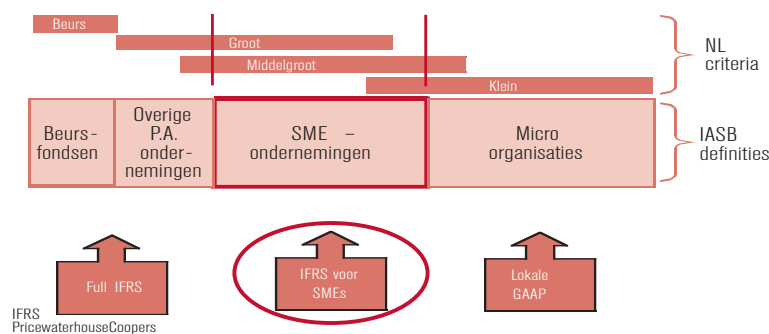 Beurs
Groot
Middelgroot
Klein
NL
criteria
Beurs-
fondsen
Overige
P.A.
onder-
nemingen
SME –
ondernemingen
Micro
organisaties
IASB
definities
Full IFRS
IFRS voor
SMEs
Lokale
GAAP
IFRS
PricewaterhouseCoopers